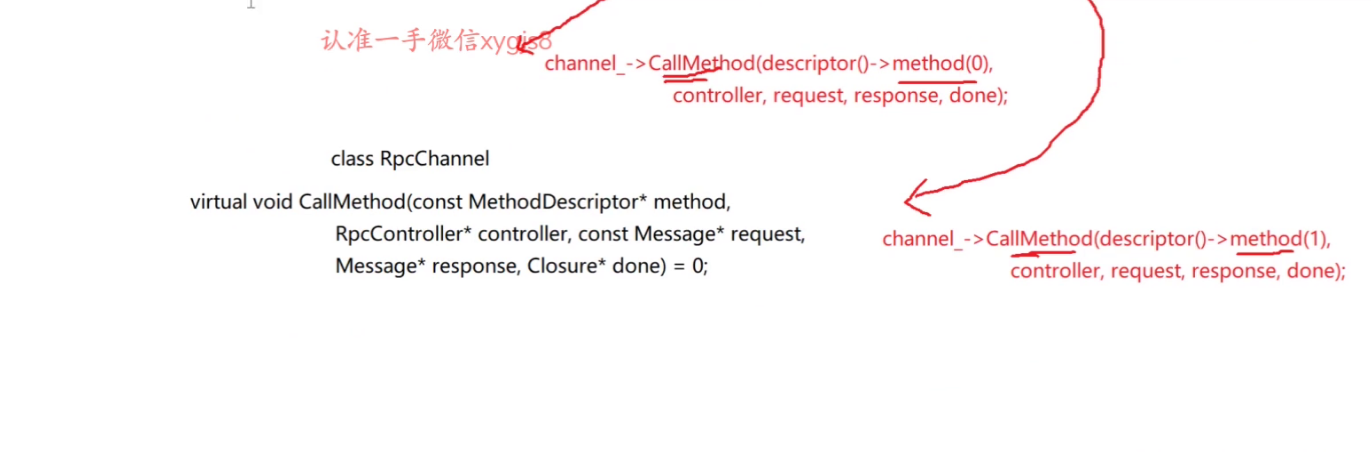 认准一手微信xygjs8
channel_->CallMethod(descriptor()->method(0),
controller, request, response, done);
class RpcChannel
virtual void CallMethod(const MethodDescriptor* method,
RpcController* controller, const Message* request,
Message* response, Closure* done) = 0;
channel_->CallMethod(descriptor()->method(1),
controller, request, response, done);